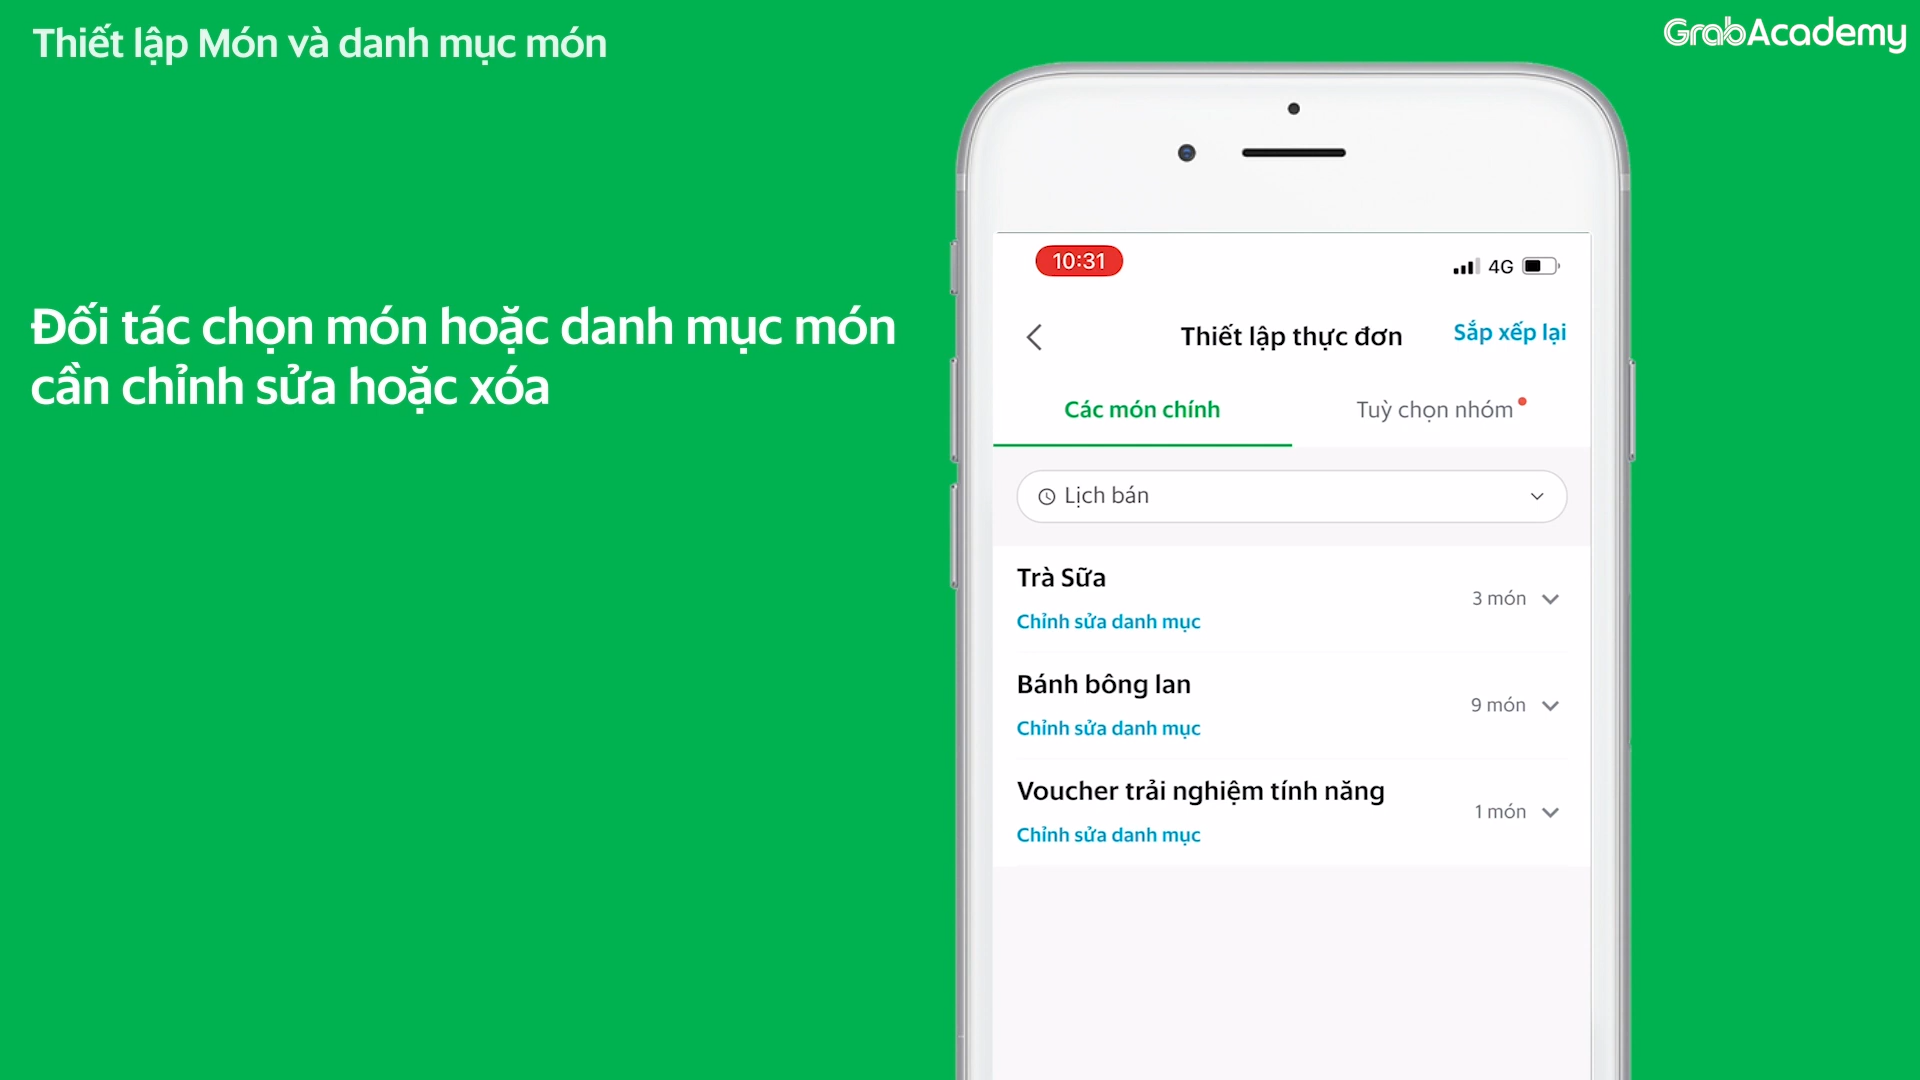 Thiết lập Món và danh mục món
GrabAcademy
Đối tác chọn món hoặc danh mục món
cần chỉnh sửa hoặc xóa
10:31
4G
Thiết lập thực đơn
Sắp xếp lại
Các món chính
Tuỳ chọn nhóm
Lịch bán
Trà Sữa
3 món
Chỉnh sửa danh mục
Bánh bông lan
9 món
Chỉnh sửa danh mục
Voucher trải nghiệm tính năng
1 món
Chỉnh sửa danh mục